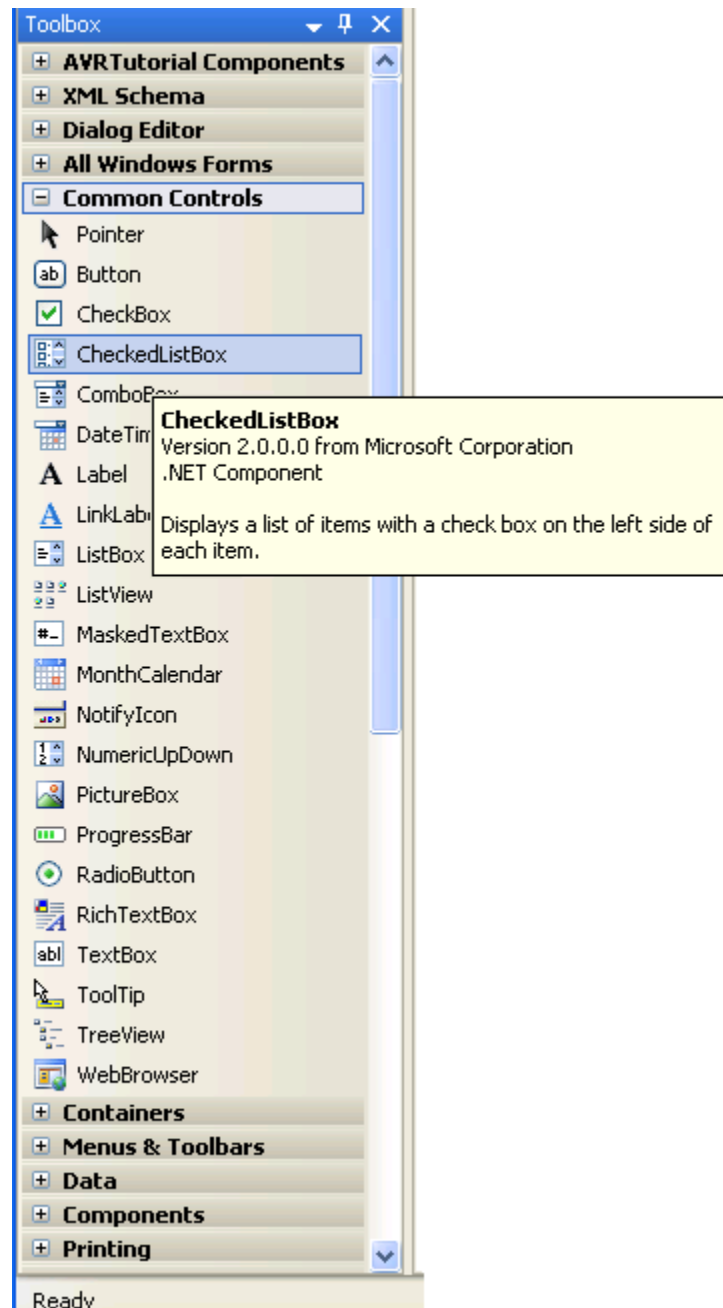 Toolbox
AVRTutorial Components
XML Schema
Dialog Editor
All Windows Forms
Common Controls
Pointer
Button
CheckBox
CheckedListBox
CheckedListBox
Version 2.0.0.0 from Microsoft Corporation
.NET Component
Displays a list of items with a check box on the left side of
each item.
Label
ListBox
ListView
MaskedTextBox
MonthCalendar
NotifyIcon
NumericUpDown
PictureBox
ProgressBar
RadioButton
RichTextBox
TextBox
ToolTip
TreeView
WebBrowser
Containers
Menus & Toolbars
Data
Components
Printing
Ready